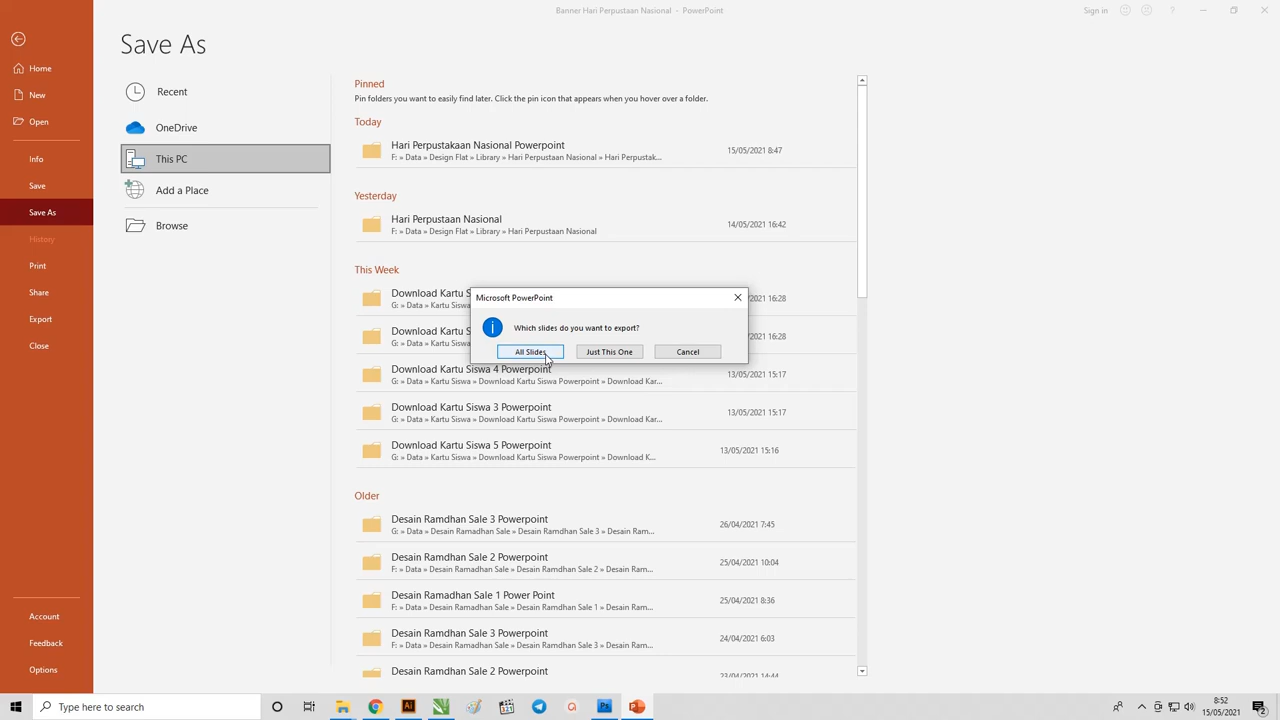 Banner Hari Perpustaan Nasional - PowerPoint
Sign in
Save As
Home
New
Open
Info
Save
Save As
History
Print
Share
Export
Close
Account
Feedback
Options
Recent
OneDrive
This PC
Add a Place
Browse
Pinned
Pin folders you want to easily find later. Click the pin icon that appears when you hover over a folder.
Today
Hari Perpustakaan Nasional Powerpoint
15/05/2021 8:47
F: » Data » Design Flat » Library » Hari Perpustaan Nasional » Hari Perpustak...
Yesterday
Hari Perpustaan Nasional
14/05/2021 16:42
F: » Data » Design Flat » Library » Hari Perpustaan Nasional
This Week
Download Kartu S
16:28
G: » Data » Kartu S
Download Kartu S
16:28
G: » Data » Kartu S
Download Kartu Siswa 4 Powerpoint
13/05/2021 15:17
G: » Data » Kartu Siswa » Download Kartu Siswa Powerpoint » Download Kar...
Download Kartu Siswa 3 Powerpoint
13/05/2021 15:17
G: » Data » Kartu Siswa » Download Kartu Siswa Powerpoint » Download Kar...
Download Kartu Siswa 5 Powerpoint
13/05/2021 15:16
G: » Data » Kartu Siswa » Download Kartu Siswa Powerpoint » Download K...
Older
Desain Ramdhan Sale 3 Powerpoint
26/04/2021 7:45
G: » Data » Desain Ramadhan Sale » Desain Ramadhan Sale 3 » Desain Ram...
Desain Ramdhan Sale 2 Powerpoint
25/04/2021 10:04
F: » Data » Desain Ramadhan Sale » Desain Ramadhan Sale 2 » Desain Ram...
Desain Ramadhan Sale 1 Power Point
25/04/2021 8:36
F: » Data » Desain Ramadhan Sale » Desain Ramadhan Sale 1 » Desain Ram...
Desain Ramdhan Sale 3 Powerpoint
24/04/2021 6:03
F: » Data » Desain Ramadhan Sale » Desain Ramadhan Sale 3 » Desain Ram...
Desain Ramdhan Sale 2 Powerpoint
Microsoft PowerPoint
Which slides do you want to export?
All Slides
Just This One
Cancel
Type here to search
8:52
15/05/2021
2